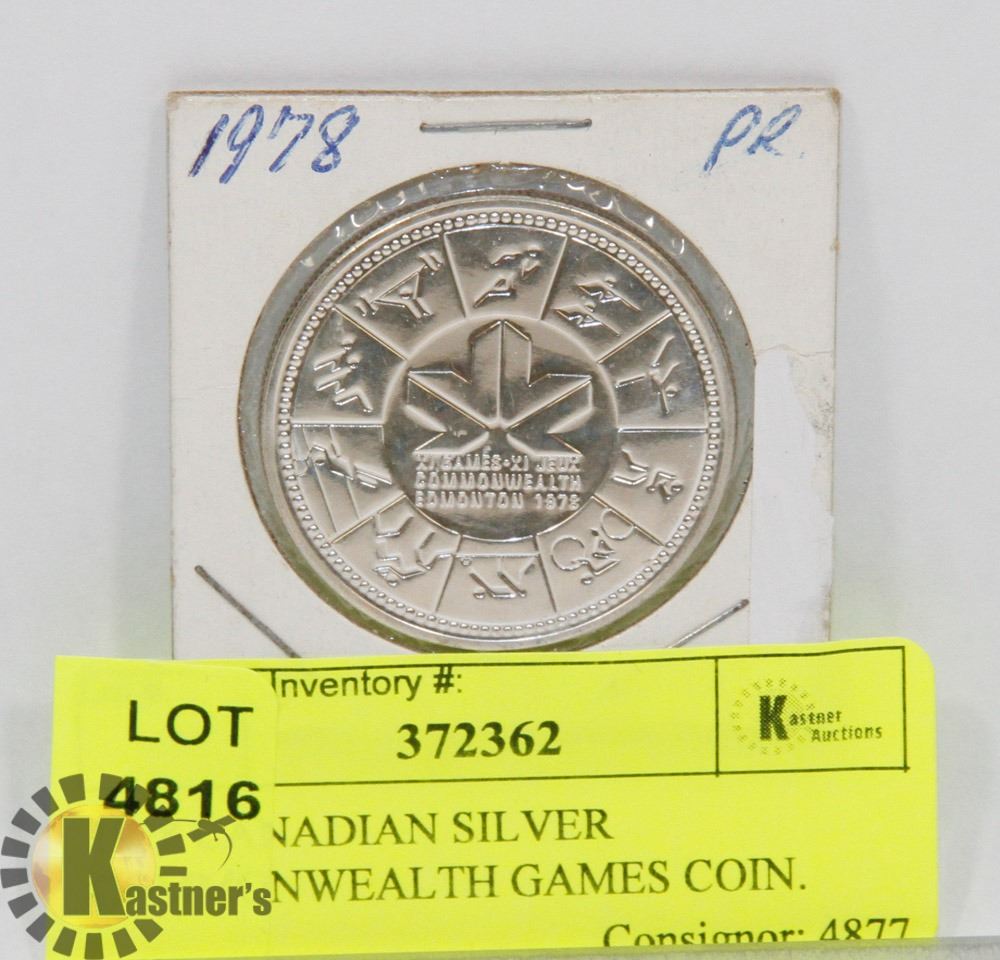 1978
PR.
XI GAMES·XI JEUX
COMMONWEALTH
EDMONTON 1978
Inventory #:
372362
Kastner
Auctions
LOT
4816
NADIAN SILVER
NWEALTH GAMES COIN.
Consignor: 4877
Kastner's